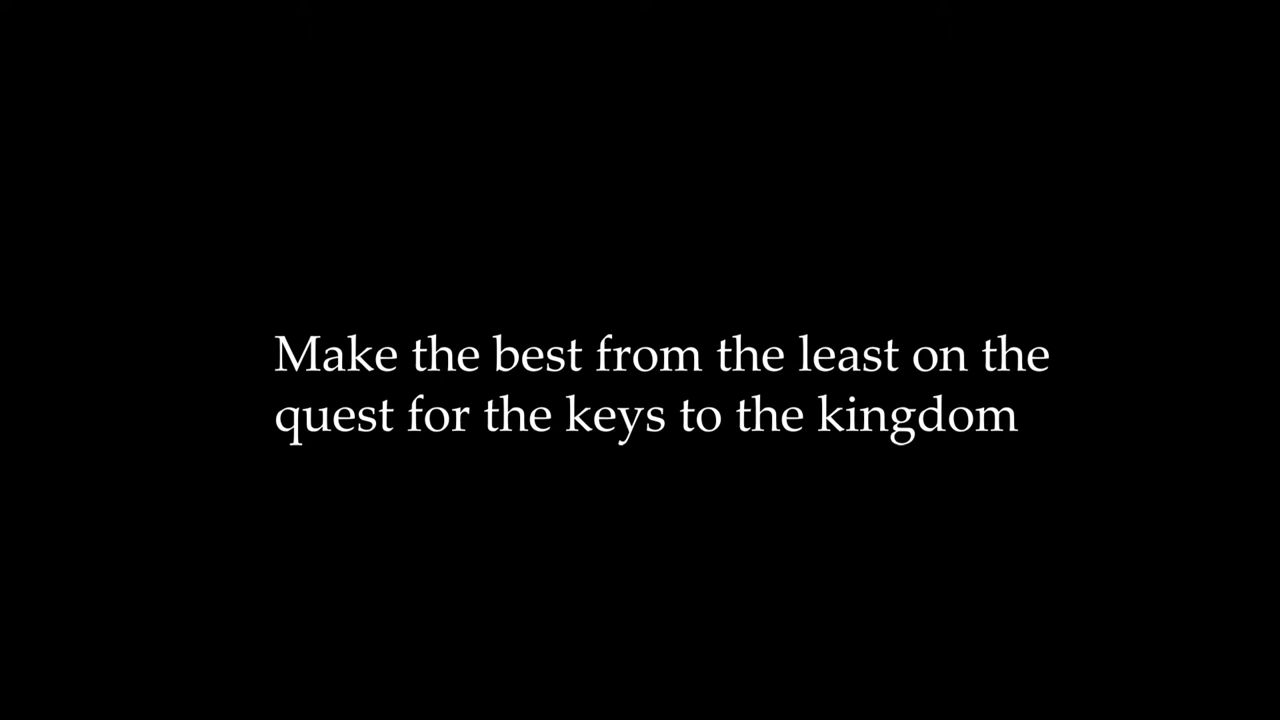 Make the best from the least on the
quest for the keys to the kingdom